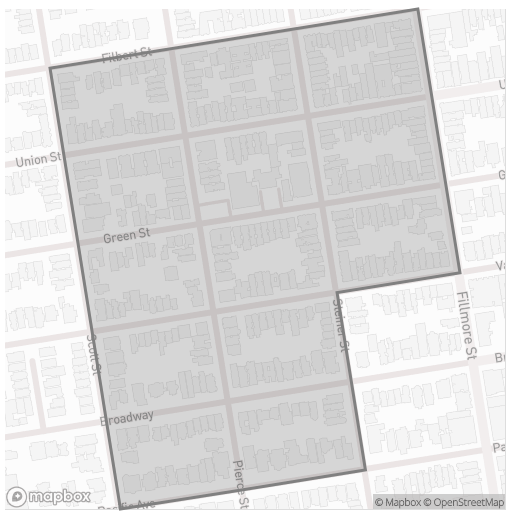 Filbert St
Union St
U
Green St
G
Va
Steiner St
Fillmore St
Scott St
Br
Broadway
Pa
Pierce St
mapbox
© Mapbox © OpenStreetMap